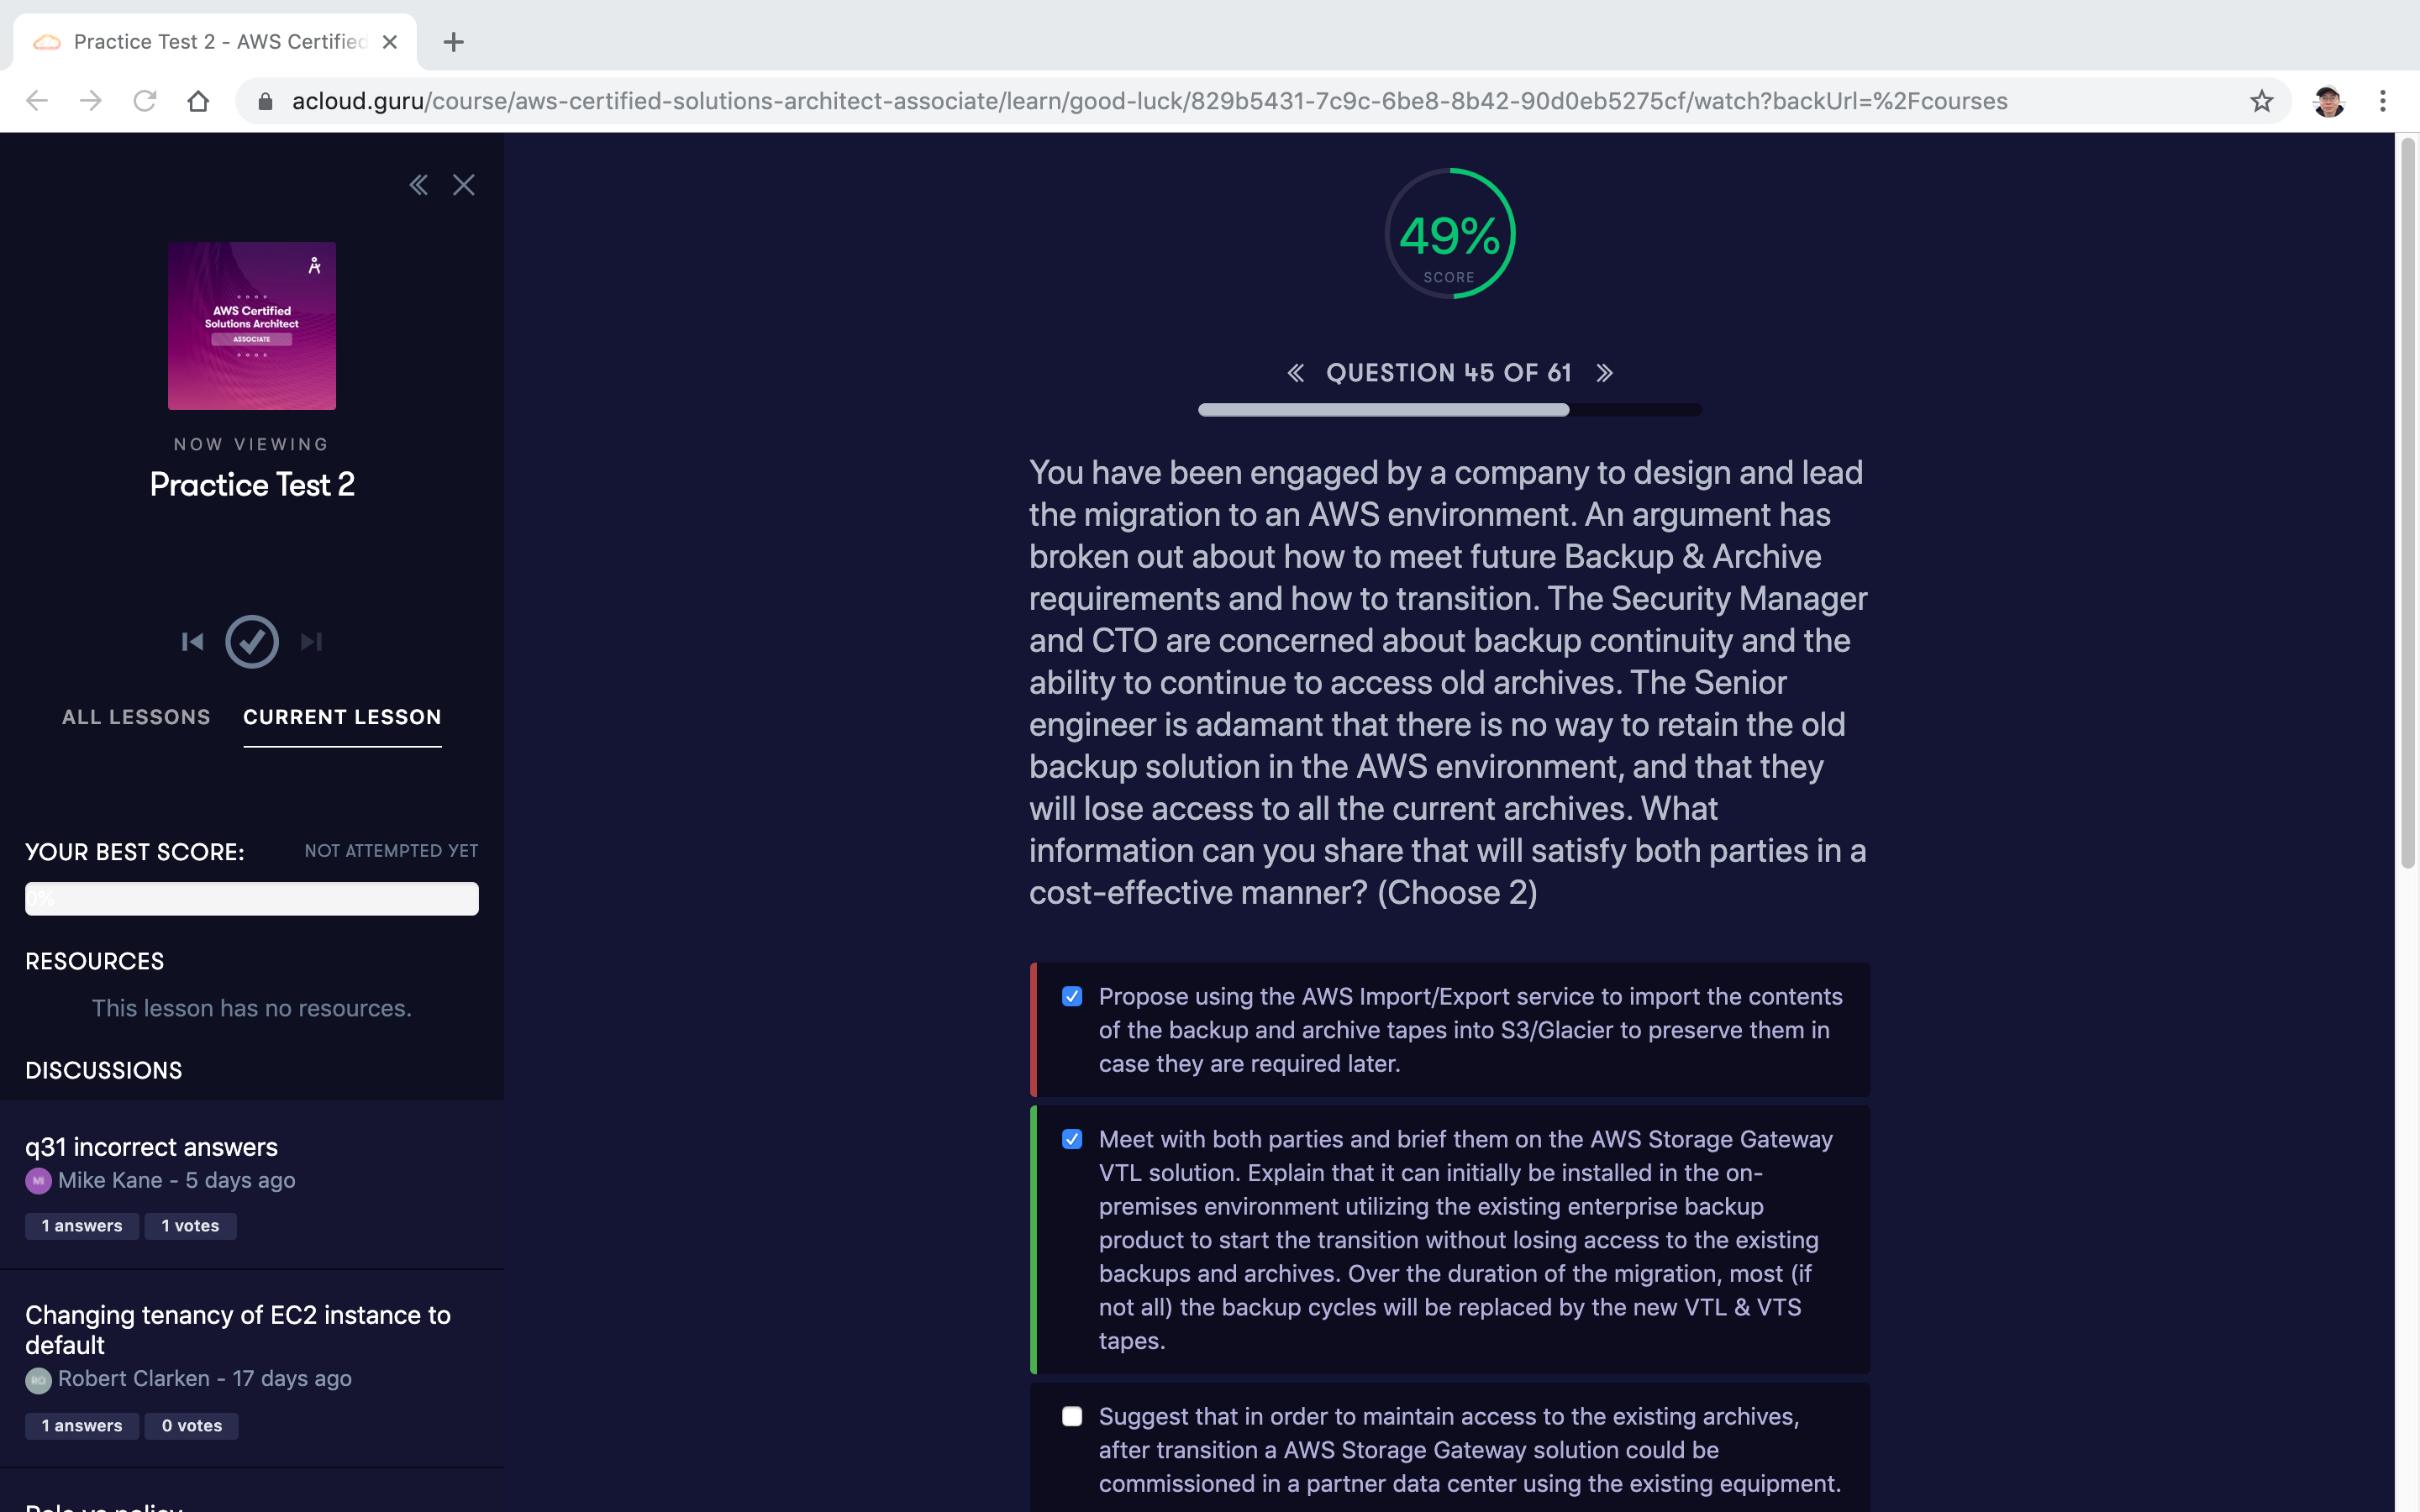 Practice Test 2 - AWS Certified
acloud.guru/course/aws-certified-solutions-architect-associate/learn/good-luck/829b5431-7c9c-6be8-8b42-90d0eb5275cf/watch?backUrl=%2Fcourses
AWS Certified
Solutions Architect
ASSOCIATE
NOW VIEWING
Practice Test 2
ALL LESSONS
CURRENT LESSON
YOUR BEST SCORE:
NOT ATTEMPTED YET
0%
RESOURCES
This lesson has no resources.
DISCUSSIONS
q31 incorrect answers
MI
Mike Kane - 5 days ago
1 answers
1 votes
Changing tenancy of EC2 instance to
default
Robert Clarken - 17 days ago
1 answers
0 votes
Role vs policy
49%
SCORE
QUESTION 45 OF 61
You have been engaged by a company to design and lead
the migration to an AWS environment. An argument has
broken out about how to meet future Backup & Archive
requirements and how to transition. The Security Manager
and CTO are concerned about backup continuity and the
ability to continue to access old archives. The Senior
engineer is adamant that there is no way to retain the old
backup solution in the AWS environment, and that they
will lose access to all the current archives. What
information can you share that will satisfy both parties in a
cost-effective manner? (Choose 2)
Propose using the AWS Import/Export service to import the contents
of the backup and archive tapes into S3/Glacier to preserve them in
case they are required later.
Meet with both parties and brief them on the AWS Storage Gateway
VTL solution. Explain that it can initially be installed in the on-
premises environment utilizing the existing enterprise backup
product to start the transition without losing access to the existing
backups and archives. Over the duration of the migration, most (if
not all) the backup cycles will be replaced by the new VTL & VTS
tapes.
Suggest that in order to maintain access to the existing archives,
after transition a AWS Storage Gateway solution could be
commissioned in a partner data center using the existing equipment.